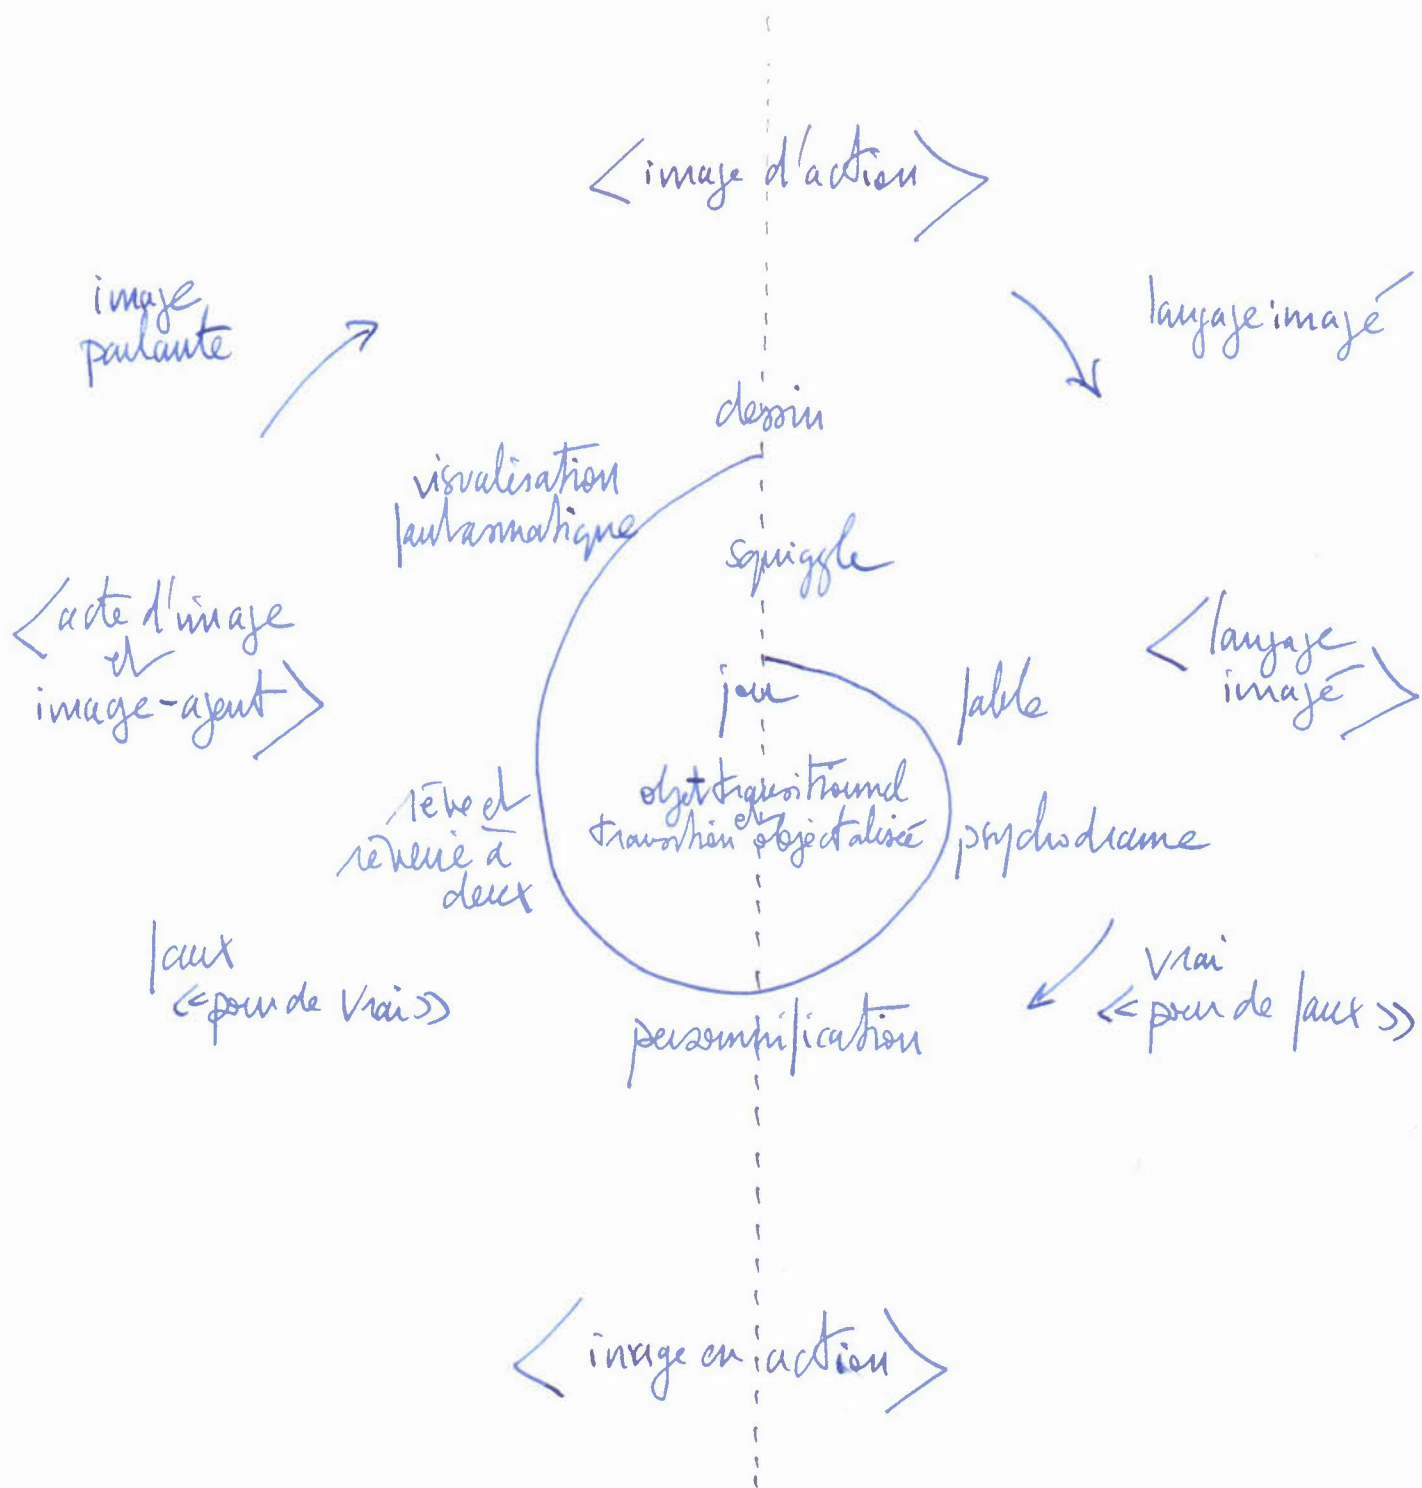 <image d'action>
image
parlante
langage imagé
dessin
visualisation
fantasmatique
squiggle
<acte d'image
et
image-agent>
<langage
imagé>
jeu
fable
objet transitionnel
et
transition objectalisée
rêve et
rêverie à
deux
psychodrame
faux
<<pour de vrai>>
vrai
<<pour de faux>>
personnification
<image en action>